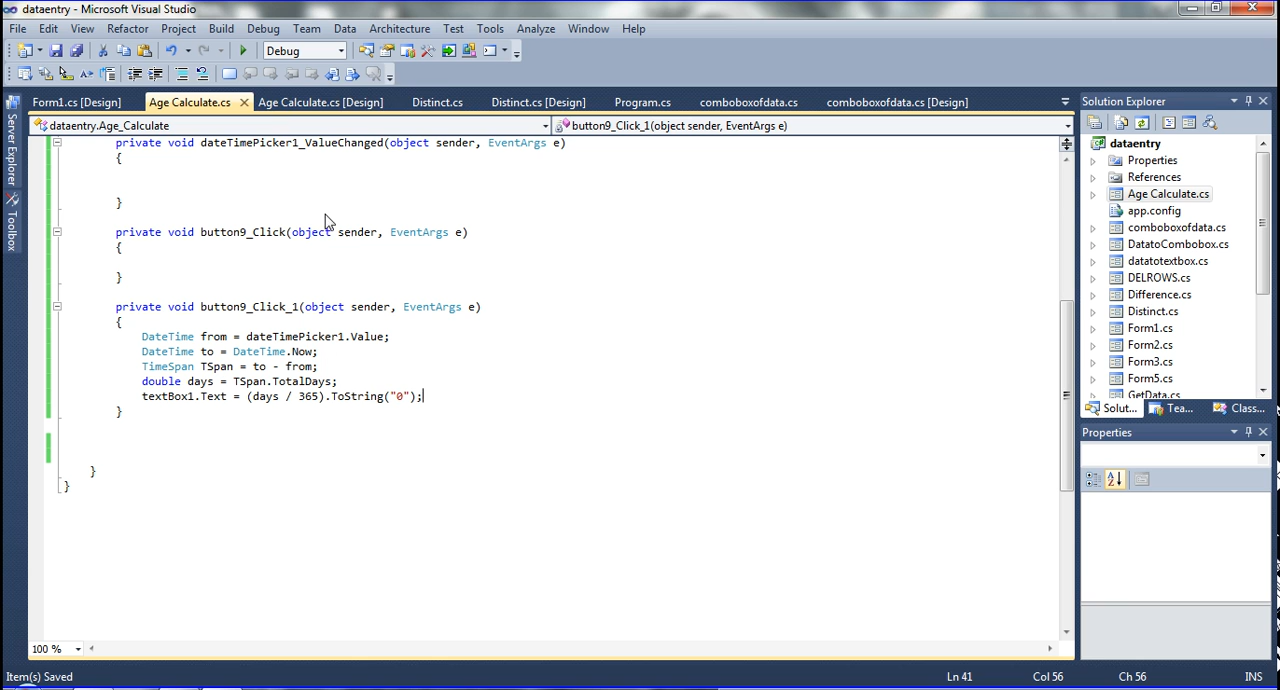 dataentry - Microsoft Visual Studio
File Edit View Refactor Project Build Debug Team Data Architecture Test Tools Analyze Window Help
Debug
Form1.cs [Design] Age Calculate.cs Age Calculate.cs [Design] Distinct.cs Distinct.cs [Design] Program.cs comboboxofdata.cs comboboxofdata.cs [Design]
dataentry.Age_Calculate button9_Click_1(object sender, EventArgs e)
Server Explorer
Toolbox
private void dateTimePicker1_ValueChanged(object sender, EventArgs e)
{
}
private void button9_Click(object sender, EventArgs e)
{
}
private void button9_Click_1(object sender, EventArgs e)
{
DateTime from = dateTimePicker1.Value;
DateTime to = DateTime.Now;
TimeSpan TSpan = to - from;
double days = TSpan.TotalDays;
textBox1.Text = (days / 365).ToString("0");
}
}
}
100 %
Solution Explorer
dataentry
Properties
References
Age Calculate.cs
app.config
comboboxofdata.cs
DatatoCombobox.cs
datatotextbox.cs
DELROWS.cs
Difference.cs
Distinct.cs
Form1.cs
Form2.cs
Form3.cs
Form5.cs
GetData.cs
Solut... Tea... Class...
Properties
Item(s) Saved Ln 41 Col 56 Ch 56 INS